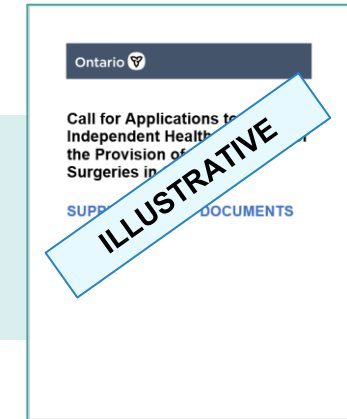 Ontario
Call for Applications to
Independent Health
the Provision of
Surgeries in
SUPP DOCUMENTS
ILLUSTRATIVE